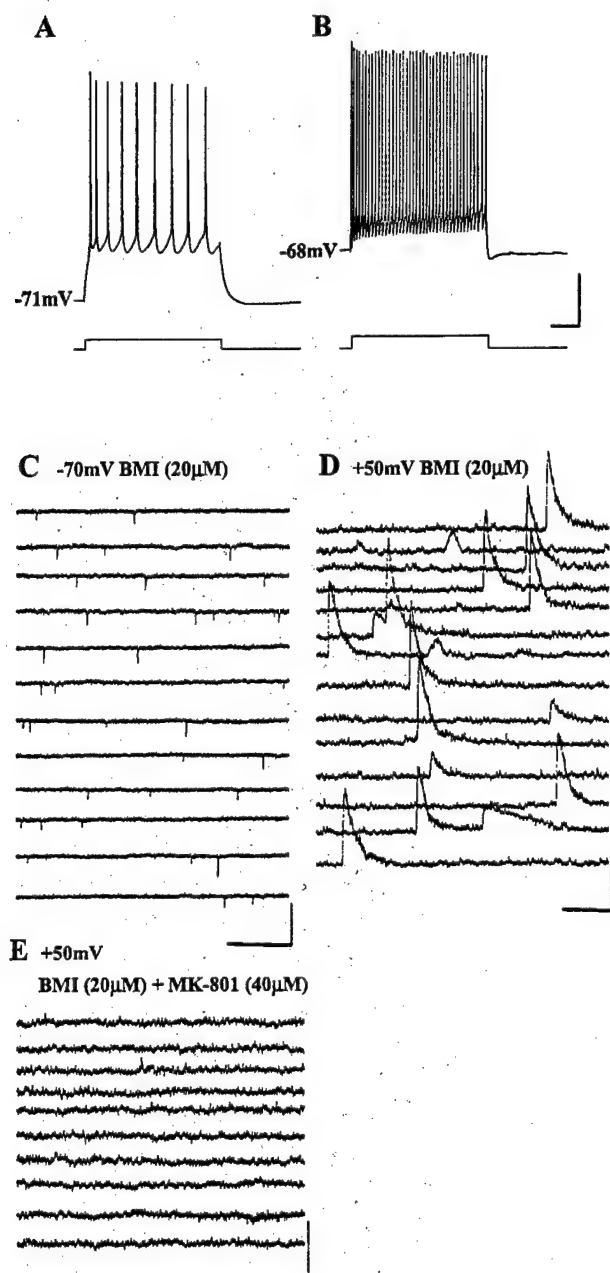 A
B
-71mV
-68mV
C -70mV BMI (20µM)
D +50mV BMI (20µM)
E +50mV
BMI (20µM) + MK-801 (40µM)